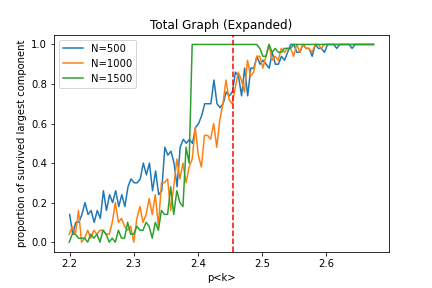 Total Graph (Expanded)
proportion of survived largest component
1.0
0.8
0.6
0.4
0.2
0.0
N=500
N=1000
N=1500
2.2 2.3 2.4 2.5 2.6
p<k>